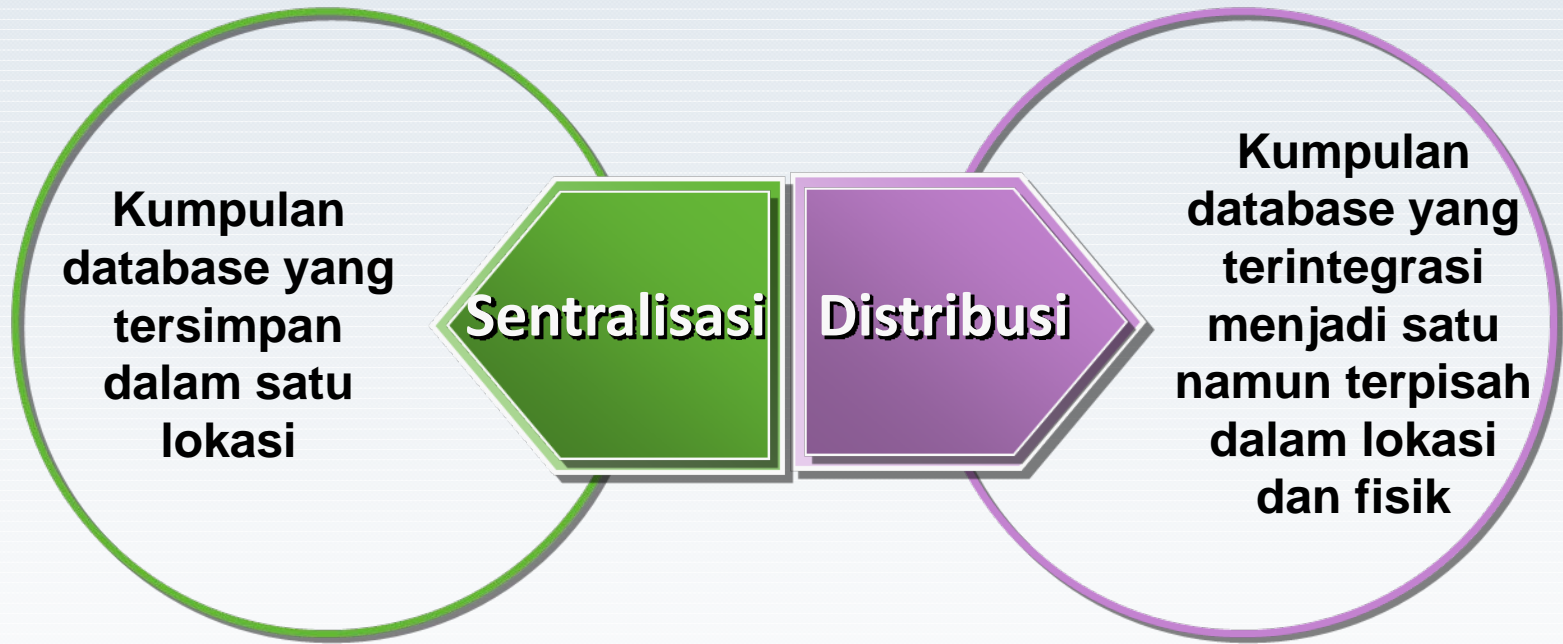 Kumpulan
database yang
tersimpan
dalam satu
lokasi
Sentralisasi
Distribusi
Kumpulan
database yang
terintegrasi
menjadi satu
namun terpisah
dalam lokasi
dan fisik